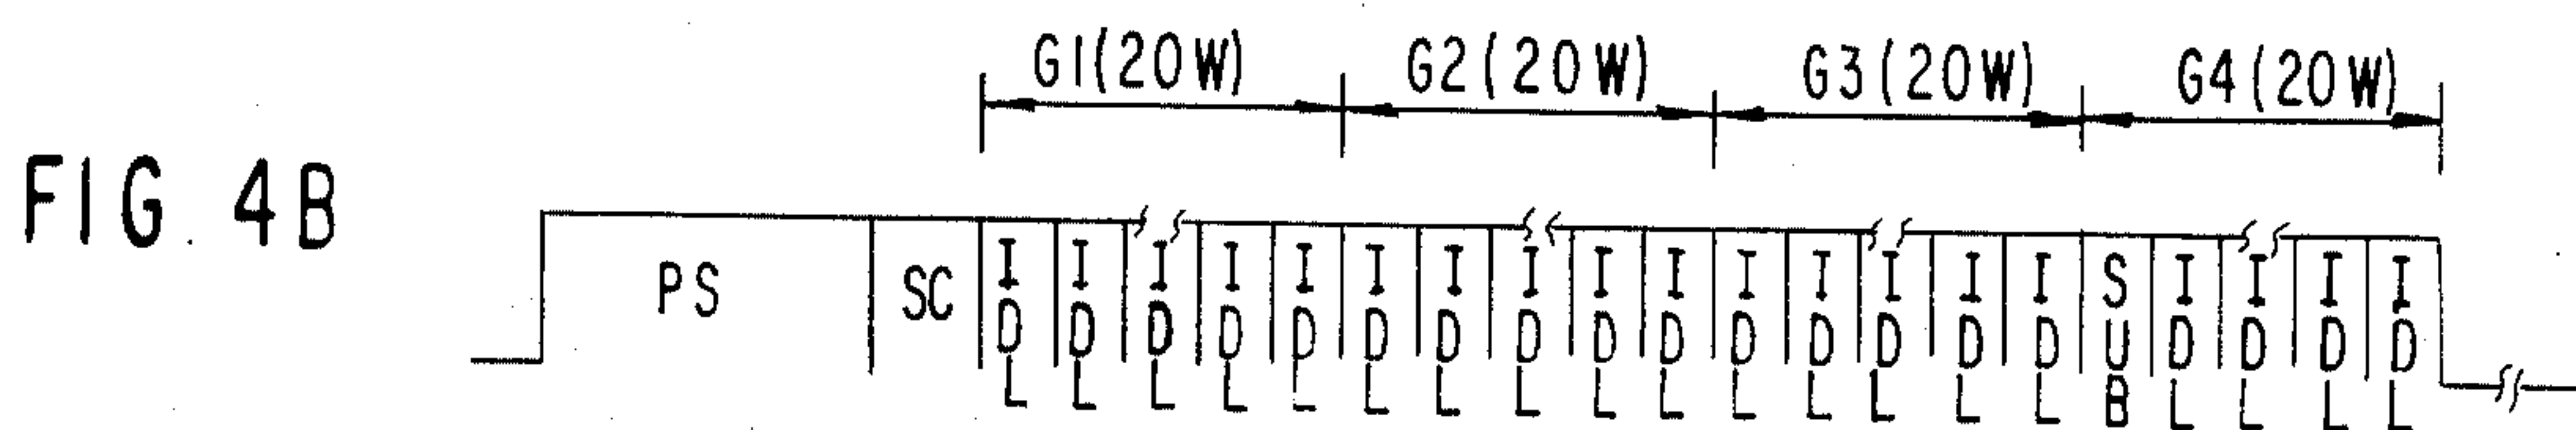 G1(20W) G2(20W) G3(20W) G4(20W)
FIG. 4B
PS SC IDL IDL IDL IDL IDL IDL IDL IDL IDL IDL IDL IDL IDL IDL IDL SUB IDL IDL IDL IDL